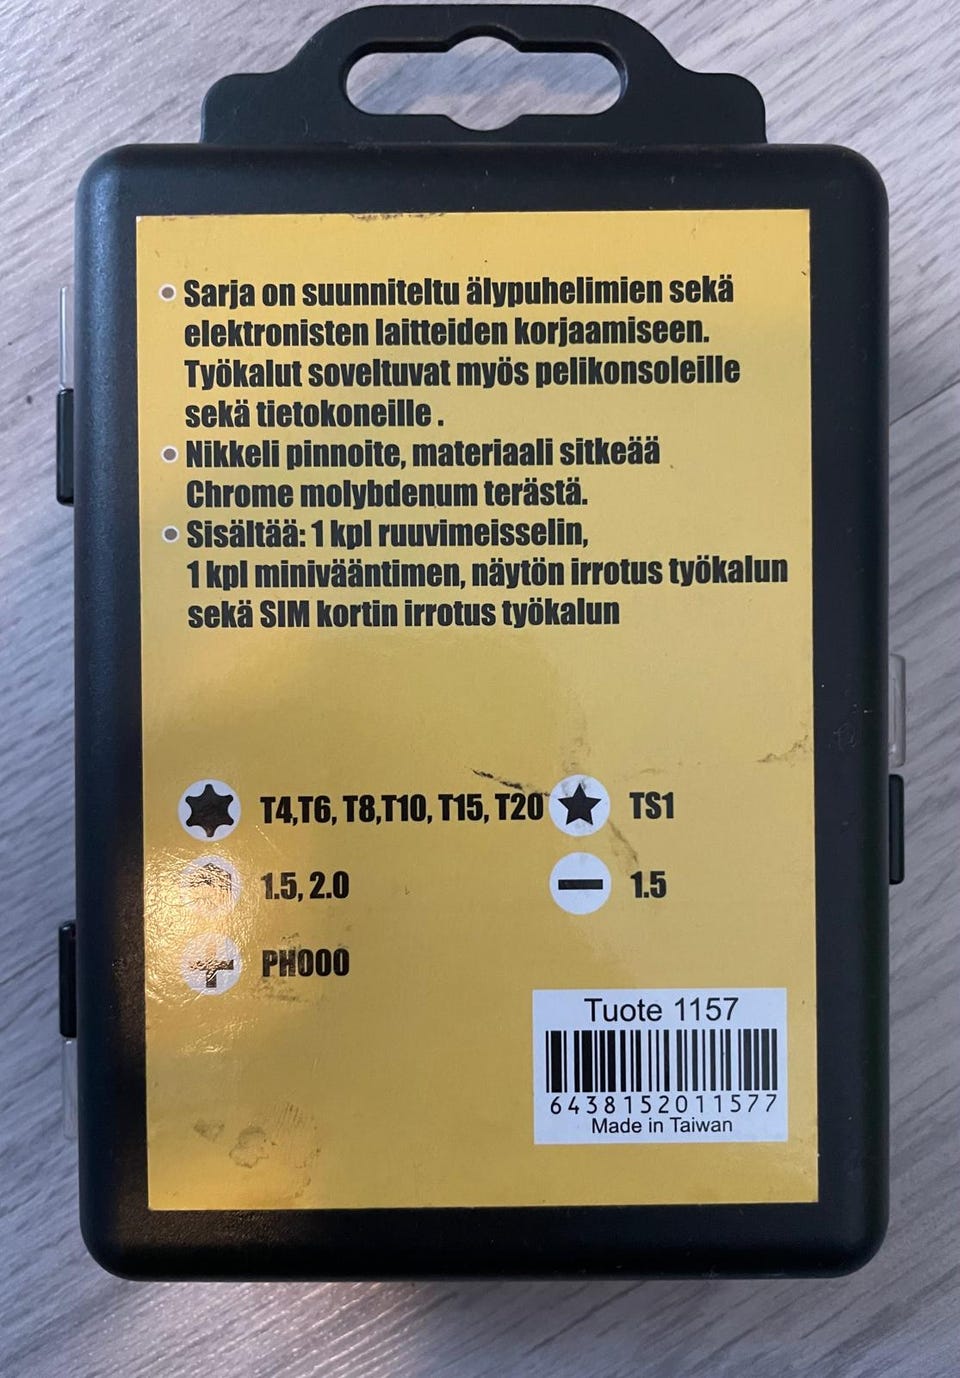 Sarja on suunniteltu älypuhelimien sekä
elektronisten laitteiden korjaamiseen.
Työkalut soveltuvat myös pelikonsoleille
sekä tietokoneille .
Nikkeli pinnoite, materiaali sitkeää
Chrome molybdenum terästä.
Sisältää: 1 kpl ruuvimeisselin,
1 kpl minivääntimen, näytön irrotus työkalun
sekä SIM kortin irrotus työkalun
T4,T6, T8,T10, T15, T20
TS1
1.5, 2.0
1.5
PH000
Tuote 1157
6438152011577
Made in Taiwan